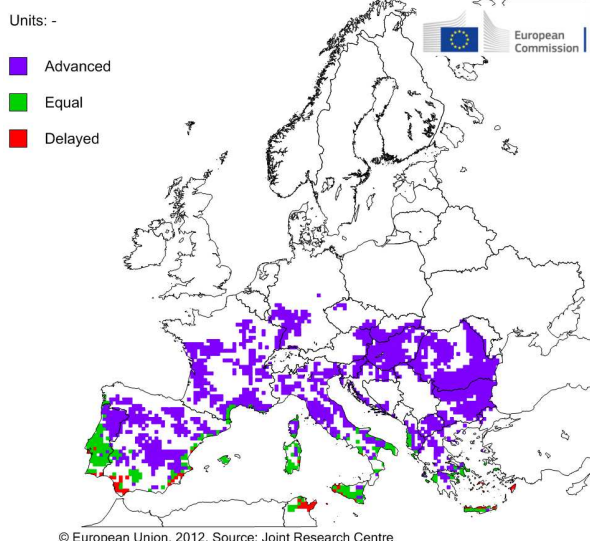 Units: -
European
Commission
Advanced
Equal
Delayed
© European Union, 2012. Source: Joint Research Centre